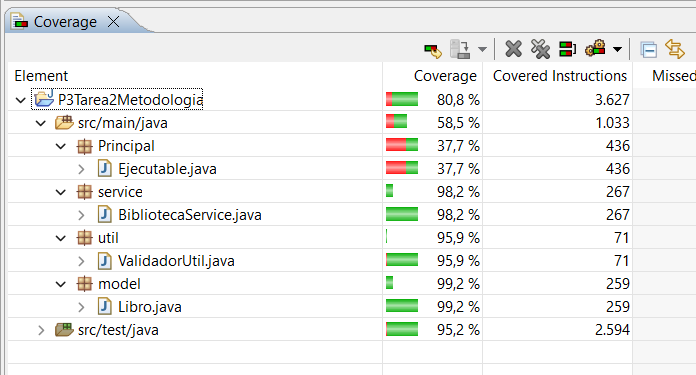 Coverage
Element Coverage Covered Instructions Missed
P3Tarea2Metodologia 80,8 % 3.627
src/main/java 58,5 % 1.033
Principal 37,7 % 436
Ejecutable.java 37,7 % 436
service 98,2 % 267
BibliotecaService.java 98,2 % 267
util 95,9 % 71
ValidadorUtil.java 95,9 % 71
model 99,2 % 259
Libro.java 99,2 % 259
src/test/java 95,2 % 2.594